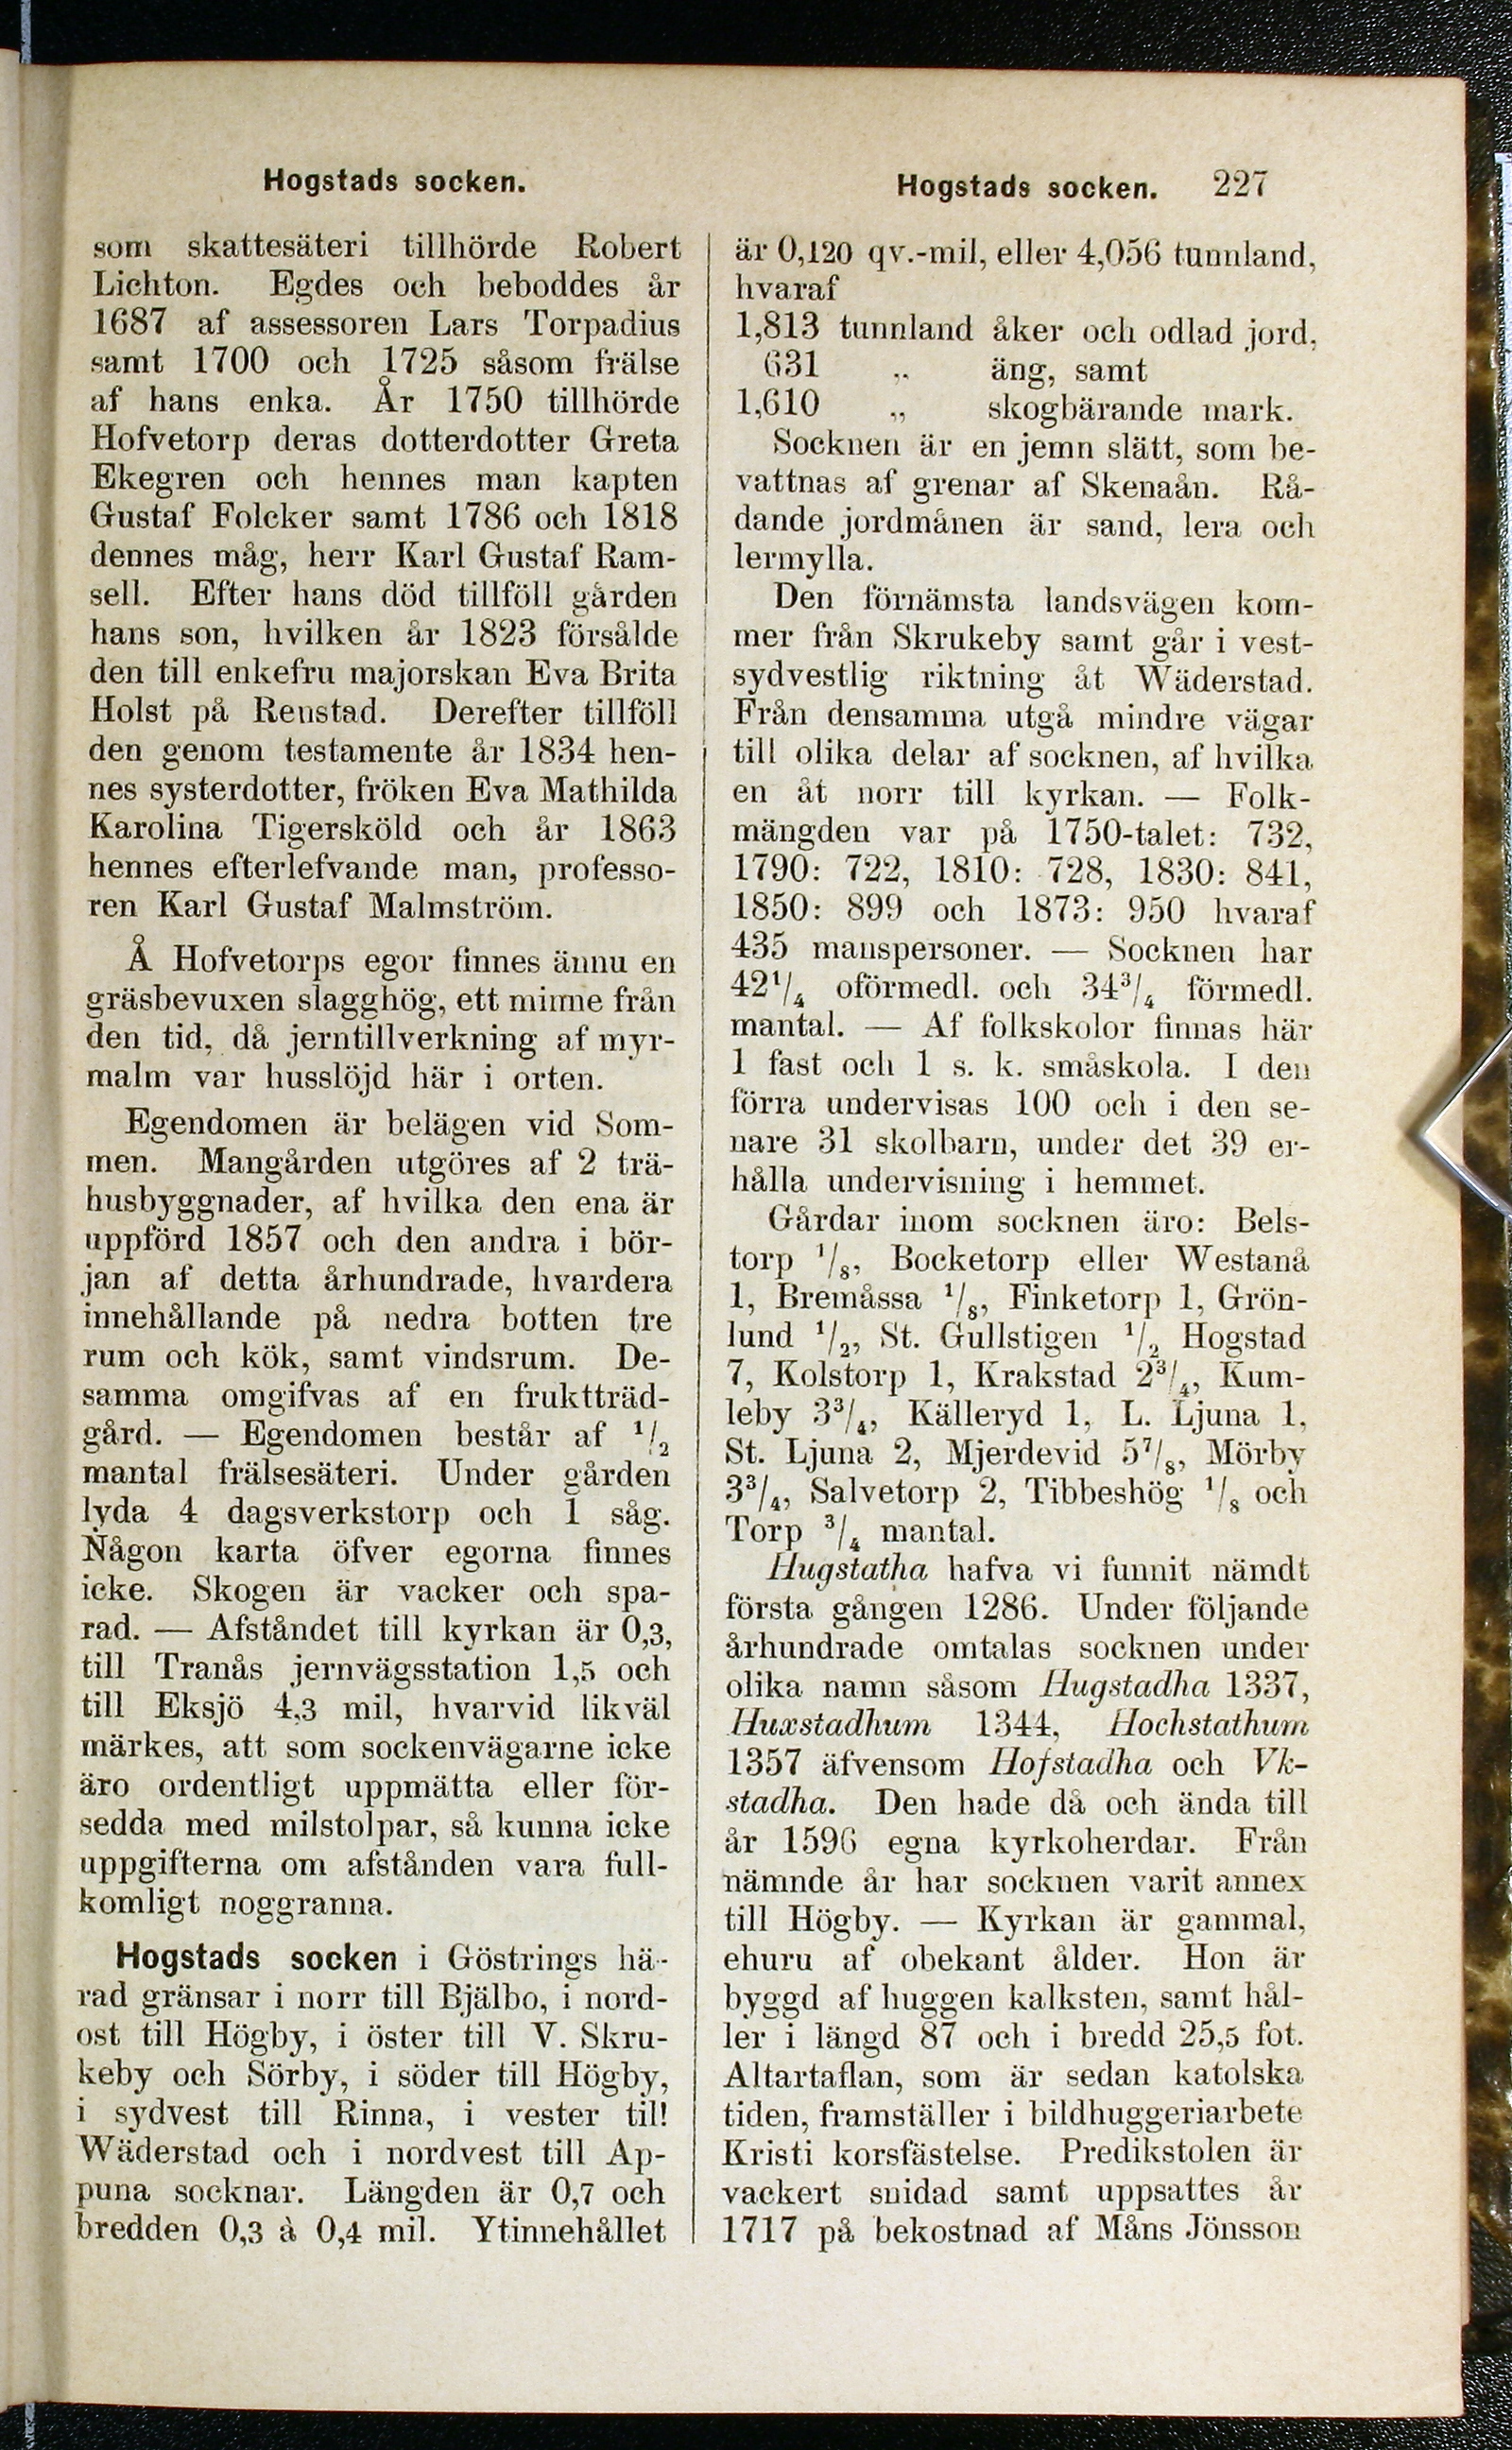 Hogstads socken.
som skattesäteri tillhörde Robert
Lichton. Egdes och beboddes år
1687 af assessoren Lars Torpadius
samt 1700 och 1725 såsom frälse
af hans enka. År 1750 tillhörde
Hofvetorp deras dotterdotter Greta
Ekegren och hennes man kapten
Gustaf Folcker samt 1786 och 1818
dennes måg, herr Karl Gustaf Ram-
sell. Efter hans död tillföll gården
hans son, hvilken år 1823 försålde
den till enkefru majorskan Eva Brita
Holst på Renstad. Derefter tillföll
den genom testamente år 1834 hen-
nes systerdotter, fröken Eva Mathilda
Karolina Tigersköld och år 1863
hennes efterlefvande man, professo-
ren Karl Gustaf Malmström.
Å Hofvetorps egor finnes ännu en
gräsbevuxen slagghög, ett minne från
den tid, då jerntillverkning af myr-
malm var husslöjd här i orten.
Egendomen är belägen vid Som-
men. Mangården utgöres af 2 trä-
husbyggnader, af hvilka den ena är
uppförd 1857 och den andra i bör-
jan af detta århundrade, hvardera
innehållande på nedra botten tre
rum och kök, samt vindsrum. De-
samma omgifvas af en fruktträd-
gård. — Egendomen består af 1/2
mantal frälsesäteri. Under gården
lyda 4 dagsverkstorp och 1 såg.
Någon karta öfver egorna finnes
icke. Skogen är vacker och spa-
rad. — Afståndet till kyrkan är 0,3,
till Tranås jernvägsstation 1,5 och
till Eksjö 4,3 mil, hvarvid likväl
märkes, att som sockenvägarne icke
äro ordentligt uppmätta eller för-
sedda med milstolpar, så kunna icke
uppgifterna om afstånden vara full-
komligt noggranna.
Hogstads socken i Göstrings hä-
rad gränsar i norr till Bjälbo, i nord-
ost till Högby, i öster till V. Skru-
keby och Sörby, i söder till Högby,
i sydvest till Rinna, i vester til!
Wäderstad och i nordvest till Ap-
puna socknar. Längden är 0,7 och
bredden 0,3 à 0,4 mil. Ytinnehållet
Hogstads socken. 227
är 0,120 qv.-mil, eller 4,056 tunnland,
hvaraf
1,813 tunnland åker och odlad jord,
631 „ äng, samt
1,610 „ skogbärande mark.
Socknen är en jemn slätt, som be-
vattnas af grenar af Skenaån. Rå-
dande jordmånen är sand, lera och
lermylla.
Den förnämsta landsvägen kom-
mer från Skrukeby samt går i vest-
sydvestlig riktning åt Wäderstad.
Från densamma utgå mindre vägar
till olika delar af socknen, af hvilka
en åt norr till kyrkan. — Folk-
mängden var på 1750-talet: 732,
1790: 722, 1810: 728, 1830: 841,
1850: 899 och 1873: 950 hvaraf
435 manspersoner. — Socknen har
42 1/4 oförmedl. och 34 3/4 förmedl.
mantal. — Af folkskolor finnas här
1 fast och 1 s. k. småskola. I den
förra undervisas 100 och i den se-
nare 31 skolbarn, under det 39 er-
hålla undervisning i hemmet.
Gårdar inom socknen äro: Bels-
torp 1/8, Bocketorp eller Westanå
1, Bremåssa 1/8, Finketorp 1, Grön-
lund 1/2, St. Gullstigen 1/2 Hogstad
7, Kolstorp 1, Krakstad 2 3/4, Kum-
leby 3 3/4, Källeryd 1, L. Ljuna 1,
St. Ljuna 2, Mjerdevid 5 7/8, Mörby
3 3/4, Salvetorp 2, Tibbeshög 1/8 och
Torp 3/4 mantal.
Hugstatha hafva vi funnit nämdt
första gången 1286. Under följande
århundrade omtalas socknen under
olika namn såsom Hugstadha 1337,
Huxstadhum 1344, Hochstathum
1357 äfvensom Hofstadha och Vk-
stadha. Den hade då och ända till
år 1596 egna kyrkoherdar. Från
nämnde år har socknen varit annex
till Högby. — Kyrkan är gammal,
ehuru af obekant ålder. Hon är
byggd af huggen kalksten, samt hål-
ler i längd 87 och i bredd 25,5 fot.
Altartaflan, som är sedan katolska
tiden, framställer i bildhuggeriarbete
Kristi korsfästelse. Predikstolen är
vackert snidad samt uppsattes år
1717 på bekostnad af Måns Jönsson